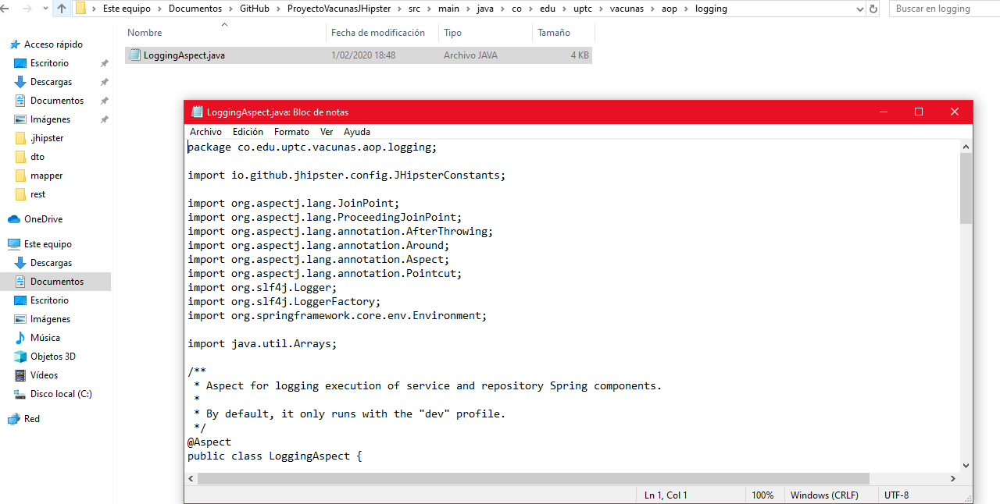 Este equipo > Documentos > GitHub > ProyectoVacunasJHipster > src > main > java > co > edu > uptc > vacunas > aop > logging
Buscar en logging
Nombre Fecha de modificación Tipo Tamaño
LoggingAspect.java 1/02/2020 18:48 Archivo JAVA 4 KB
Acceso rápido
Escritorio
Descargas
Documentos
Imágenes
.jhipster
dto
mapper
rest
OneDrive
Este equipo
Descargas
Documentos
Escritorio
Imágenes
Música
Objetos 3D
Vídeos
Disco local (C:)
Red
LoggingAspect.java: Bloc de notas
Archivo Edición Formato Ver Ayuda
package co.edu.uptc.vacunas.aop.logging;
import io.github.jhipster.config.JHipsterConstants;
import org.aspectj.lang.JoinPoint;
import org.aspectj.lang.ProceedingJoinPoint;
import org.aspectj.lang.annotation.AfterThrowing;
import org.aspectj.lang.annotation.Around;
import org.aspectj.lang.annotation.Aspect;
import org.aspectj.lang.annotation.Pointcut;
import org.slf4j.Logger;
import org.slf4j.LoggerFactory;
import org.springframework.core.env.Environment;
import java.util.Arrays;
/**
 * Aspect for logging execution of service and repository Spring components.
 *
 * By default, it only runs with the "dev" profile.
 */
@Aspect
public class LoggingAspect {
Ln 1, Col 1 100% Windows (CRLF) UTF-8